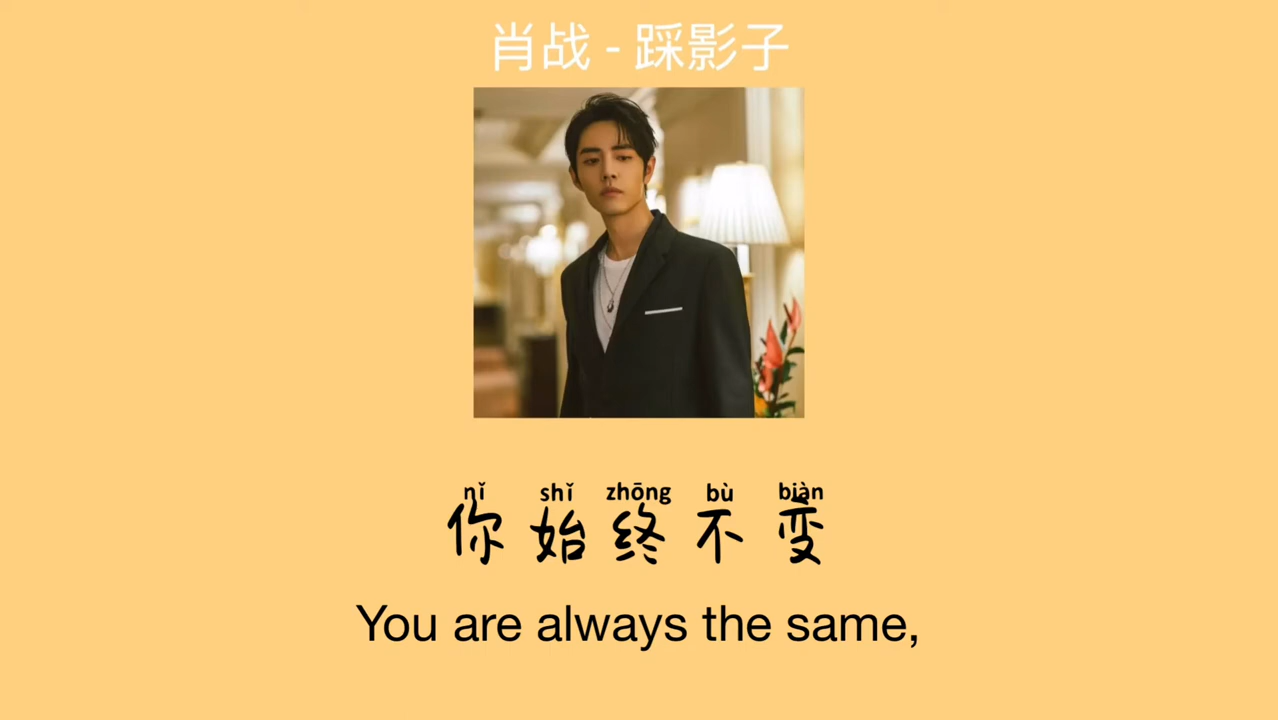 肖战 - 踩影子
nǐ shǐ zhōng bù biàn
你 始 终 不 变
You are always the same,